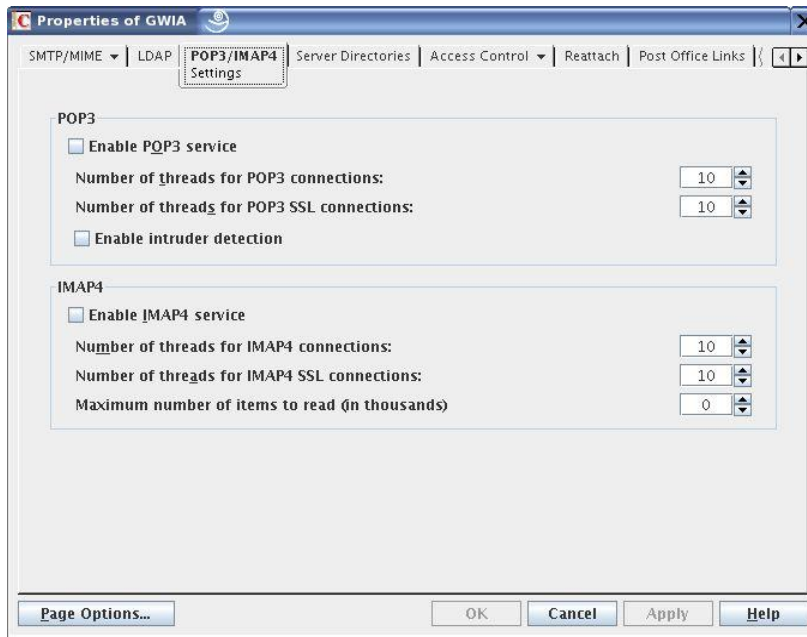 Properties of GWIA
SMTP/MIME LDAP POP3/IMAP4 Server Directories Access Control Reattach Post Office Links
Settings
POP3
Enable POP3 service
Number of threads for POP3 connections: 10
Number of threads for POP3 SSL connections: 10
Enable intruder detection
IMAP4
Enable IMAP4 service
Number of threads for IMAP4 connections: 10
Number of threads for IMAP4 SSL connections: 10
Maximum number of items to read (in thousands) 0
Page Options... OK Cancel Apply Help